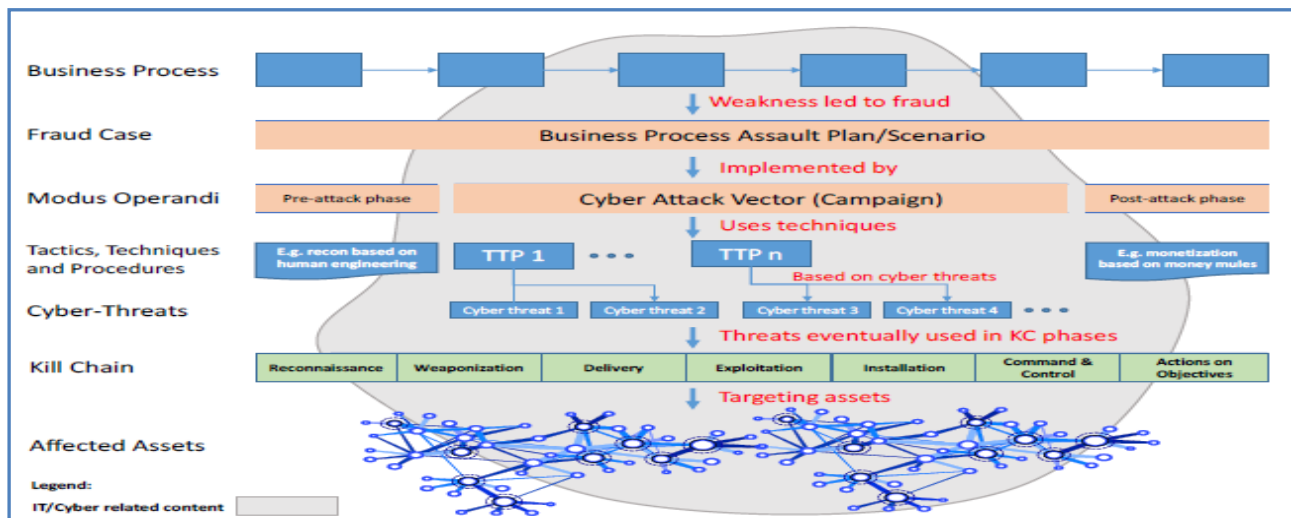 Business Process
Weakness led to fraud
Fraud Case
Business Process Assault Plan/Scenario
Implemented by
Modus Operandi
Pre-attack phase
Cyber Attack Vector (Campaign)
Post-attack phase
Uses techniques
Tactics, Techniques
and Procedures
E.g. recon based on
human engineering
TTP 1
TTP n
E.g. monetization
based on money mules
Based on cyber threats
Cyber-Threats
Cyber threat 1
Cyber threat 2
Cyber threat 3
Cyber threat 4
Threats eventually used in KC phases
Kill Chain
Reconnaissance
Weaponization
Delivery
Exploitation
Installation
Command &
Control
Actions on
Objectives
Targeting assets
Affected Assets
Legend:
IT/Cyber related content